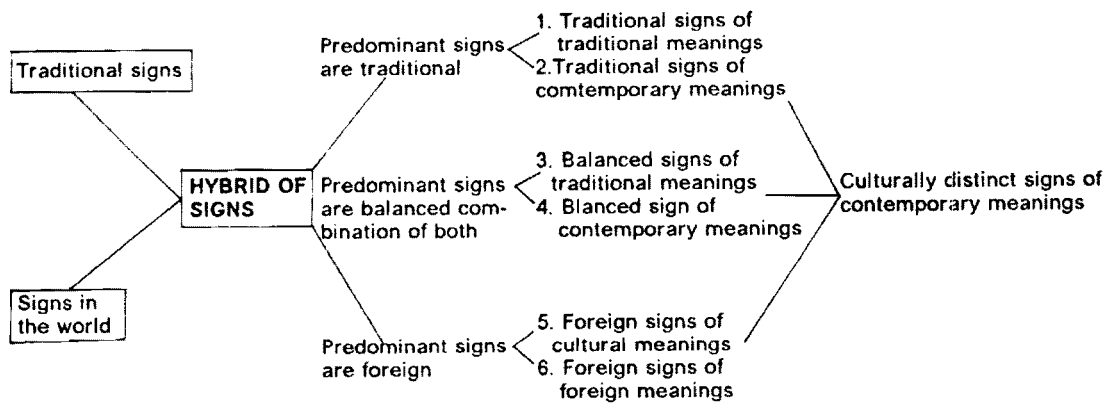 Traditional signs
Signs in
the world
HYBRID OF
SIGNS
Predominant signs
are traditional
1. Traditional signs of
traditional meanings
2.Traditional signs of
comtemporary meanings
Predominant signs
are balanced com-
bination of both
3. Balanced signs of
traditional meanings
4. Blanced sign of
contemporary meanings
Predominant signs
are foreign
5. Foreign signs of
cultural meanings
6. Foreign signs of
foreign meanings
Culturally distinct signs of
contemporary meanings